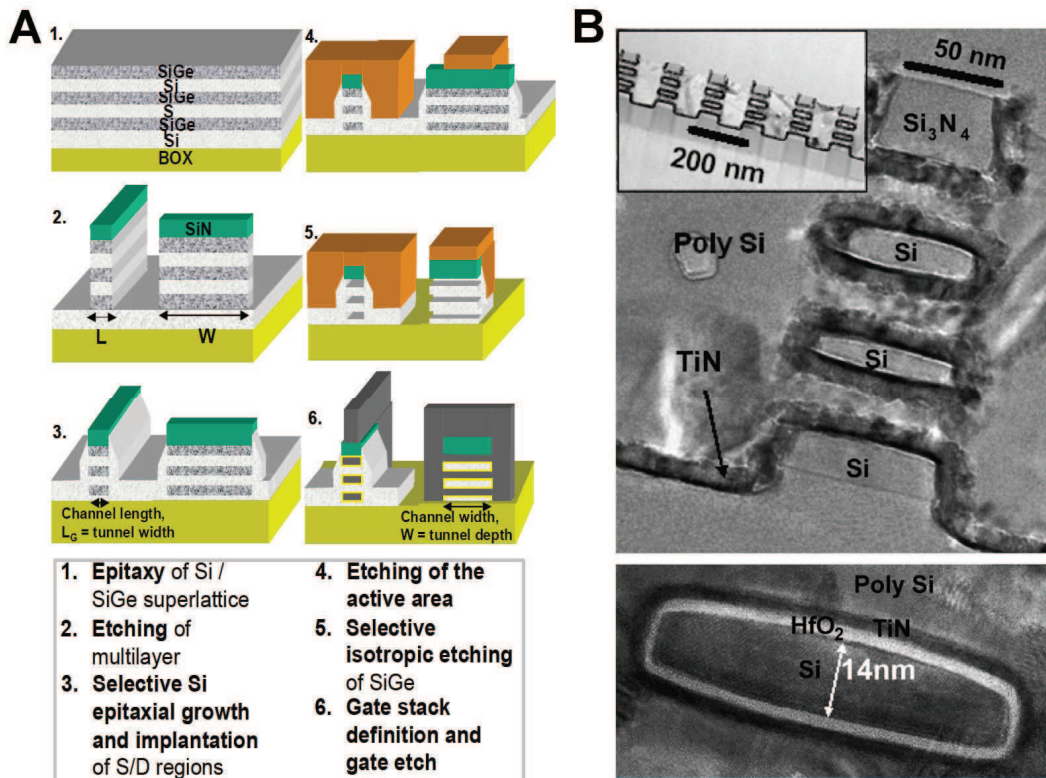 A
1.
SiGe
Si
SiGe
S
SiGe
Si
BOX
4.
2.
SiN
L
W
5.
3.
Channel length,
L_G = tunnel width
6.
Channel width,
W = tunnel depth
1. Epitaxy of Si /
SiGe superlattice
2. Etching of
multilayer
3. Selective Si
epitaxial growth
and implantation
of S/D regions
4. Etching of the
active area
5. Selective
isotropic etching
of SiGe
6. Gate stack
definition and
gate etch
B
200 nm
50 nm
Si₃N₄
Poly Si
Si
Si
TiN
Si
Poly Si
HfO₂ TiN
Si
14nm